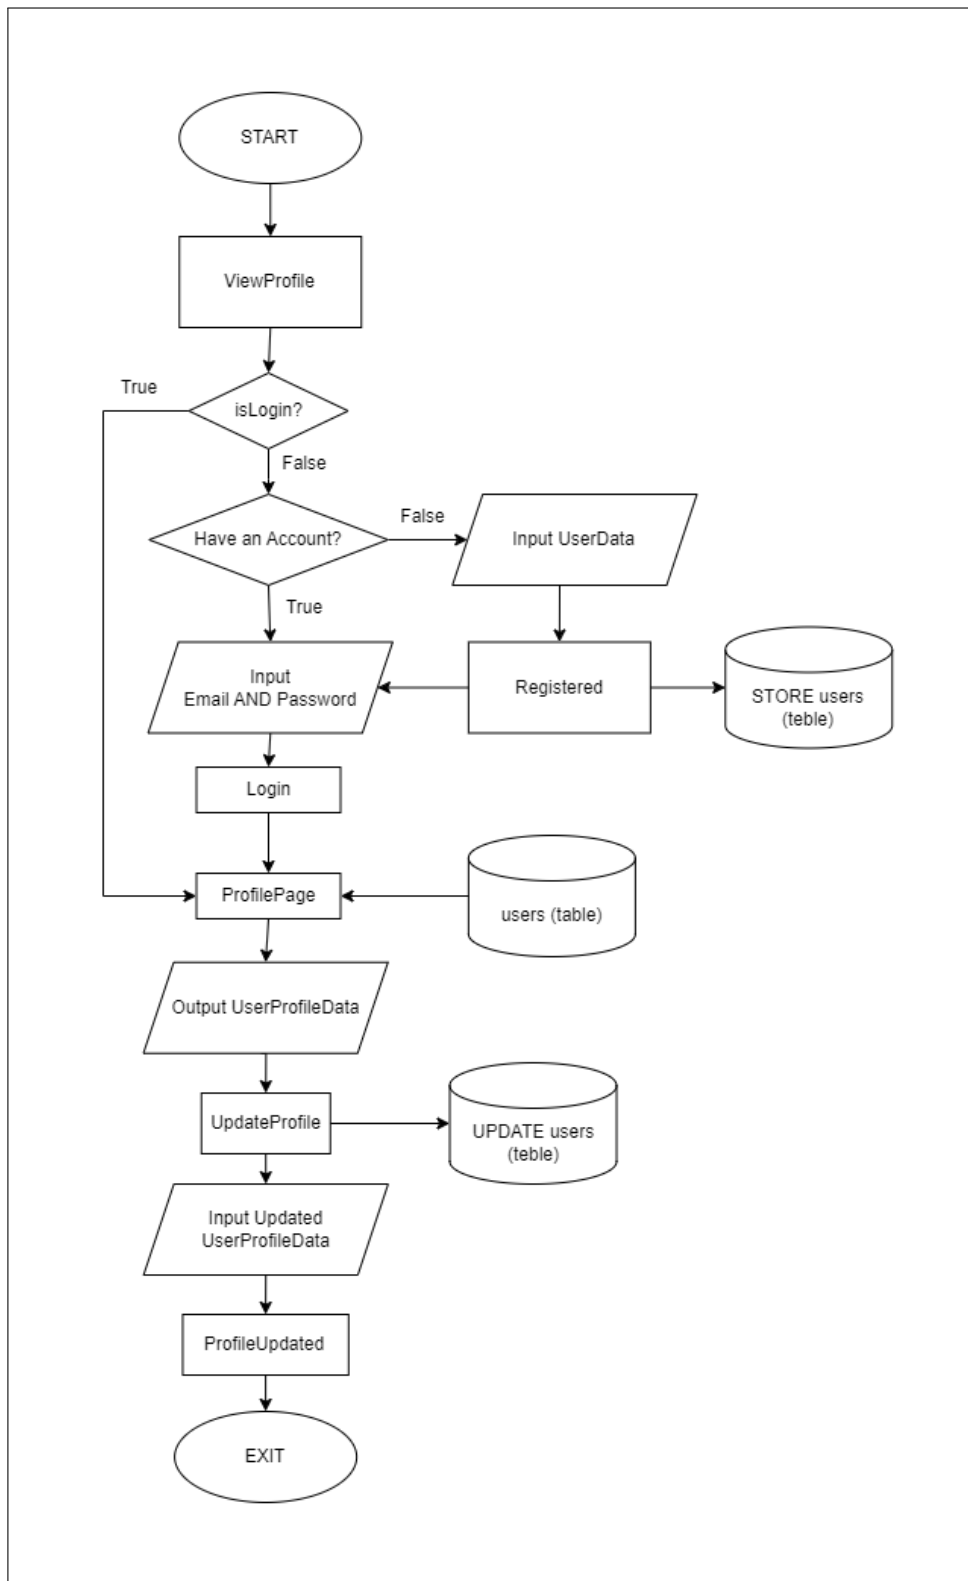 START
ViewProfile
True
isLogin?
False
Have an Account?
False
Input UserData
True
Input
Email AND Password
Registered
STORE users
(teble)
Login
ProfilePage
users (table)
Output UserProfileData
UpdateProfile
UPDATE users
(teble)
Input Updated
UserProfileData
ProfileUpdated
EXIT